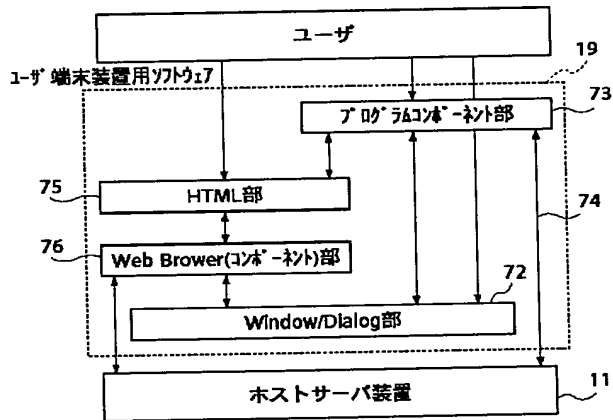 ユーザ
ﾕｰｻﾞ端末装置用ｿﾌﾄｳｪｱ
19
ﾌﾟﾛｸﾞﾗﾑｺﾝﾎﾟｰﾈﾝﾄ部
73
75
HTML部
74
76
Web Brower(ｺﾝﾎﾟｰﾈﾝﾄ)部
72
Window/Dialog部
ホストサーバ装置
11